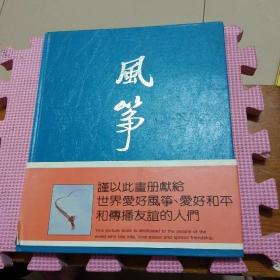 風
箏
謹以此畫册獻給
世界愛好風箏、愛好和平
和傳播友誼的人們
This picture book is dedicated to the people of the
world who love kite, love peace and spread friendship.